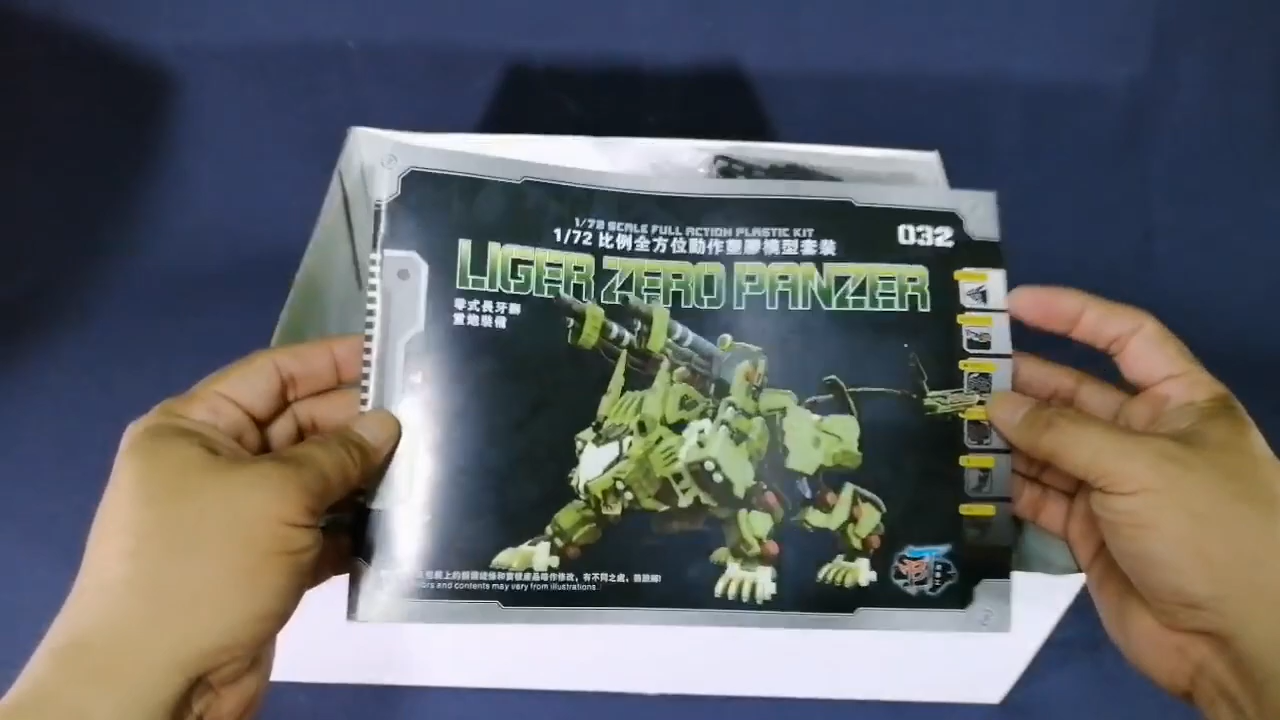 1/72 SCALE FULL ACTION PLASTIC KIT
032
1/72 比例全方位動作塑膠模型套裝
LIGER ZERO PANZER
零式長牙獅
重炮裝備
and contents may vary from illustrations.